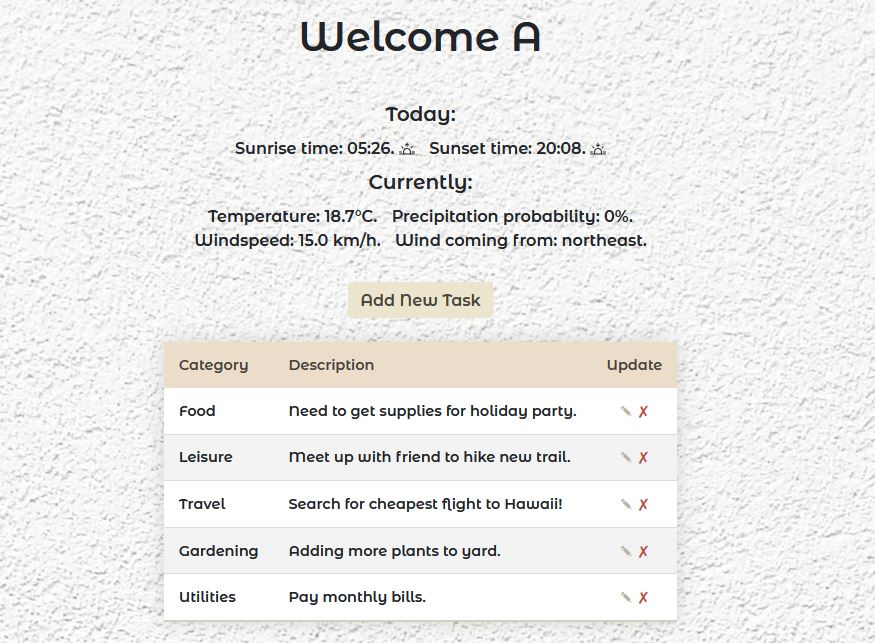 Welcome A
Today:
Sunrise time: 05:26. Sunset time: 20:08.
Currently:
Temperature: 18.7°C. Precipitation probability: 0%.
Windspeed: 15.0 km/h. Wind coming from: northeast.
Add New Task
Category Description Update
Food Need to get supplies for holiday party. ✎ ✗
Leisure Meet up with friend to hike new trail. ✎ ✗
Travel Search for cheapest flight to Hawaii! ✎ ✗
Gardening Adding more plants to yard. ✎ ✗
Utilities Pay monthly bills. ✎ ✗